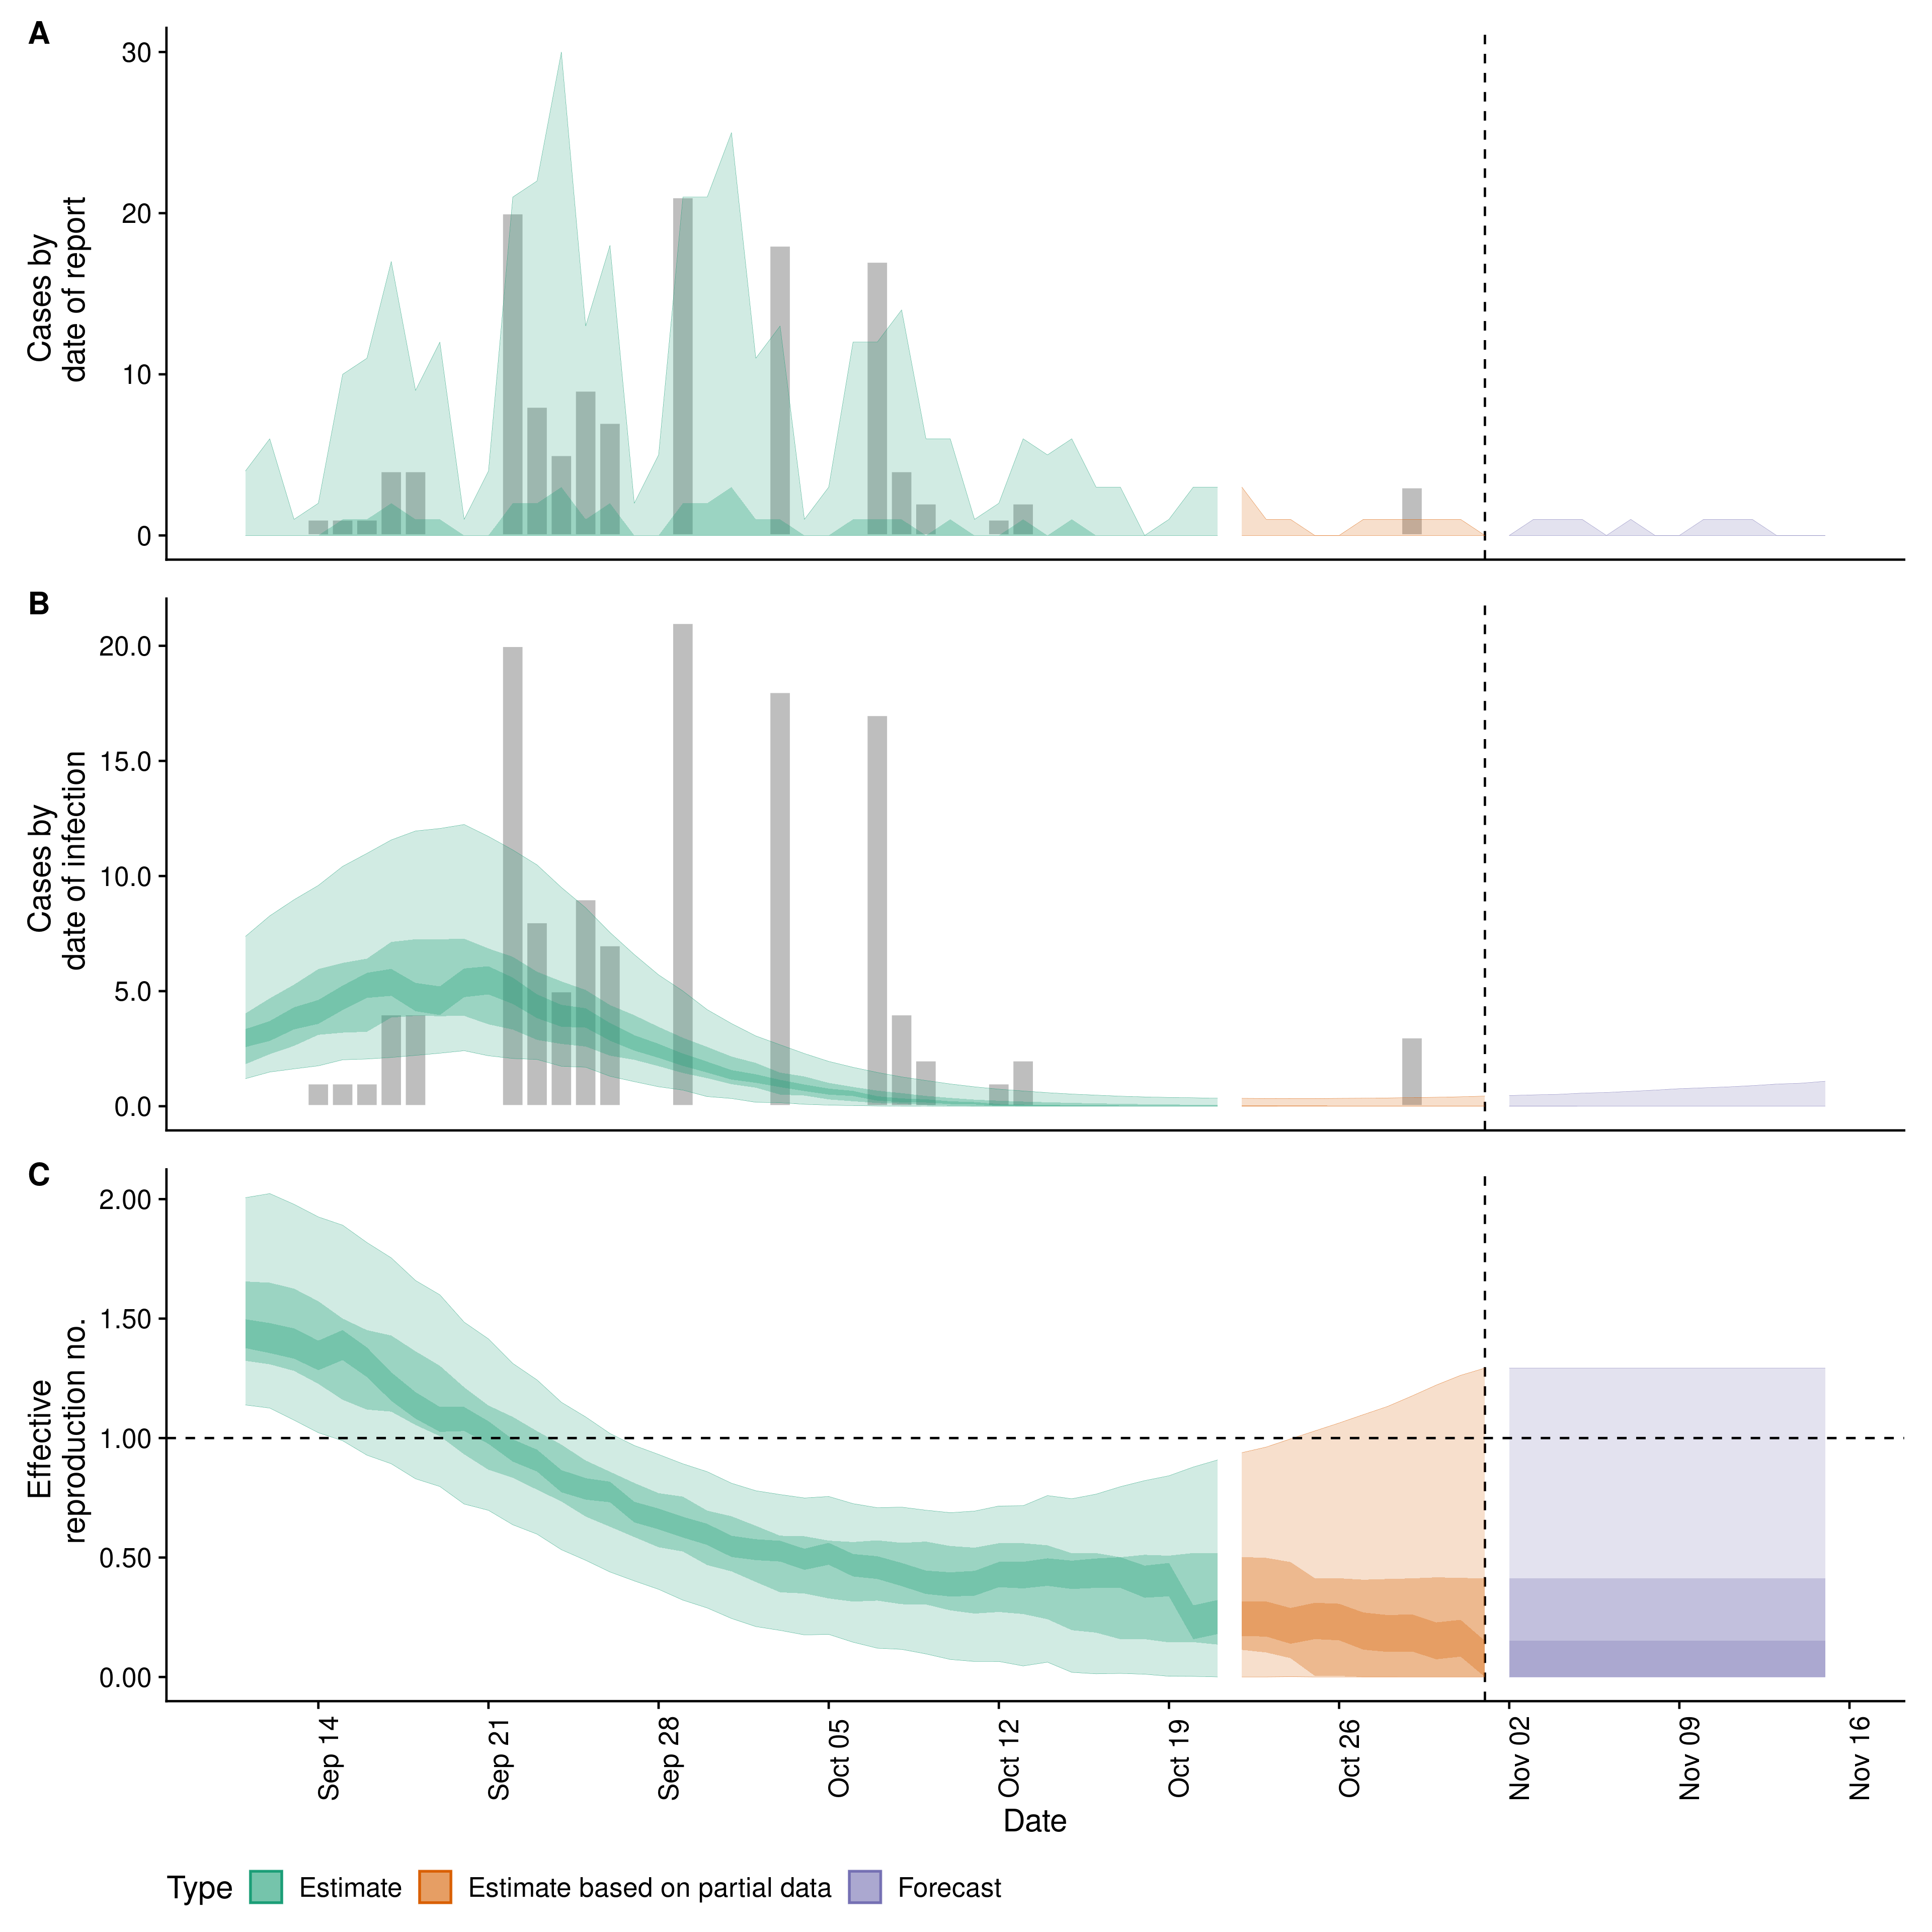 A
30
20
10
0
Cases by
date of report
B
20.0
15.0
10.0
5.0
0.0
Cases by
date of infection
C
2.00
1.50
1.00
0.50
0.00
Effective
reproduction no.
Sep 14
Sep 21
Sep 28
Oct 05
Oct 12
Oct 19
Oct 26
Nov 02
Nov 09
Nov 16
Date
Type Estimate Estimate based on partial data Forecast